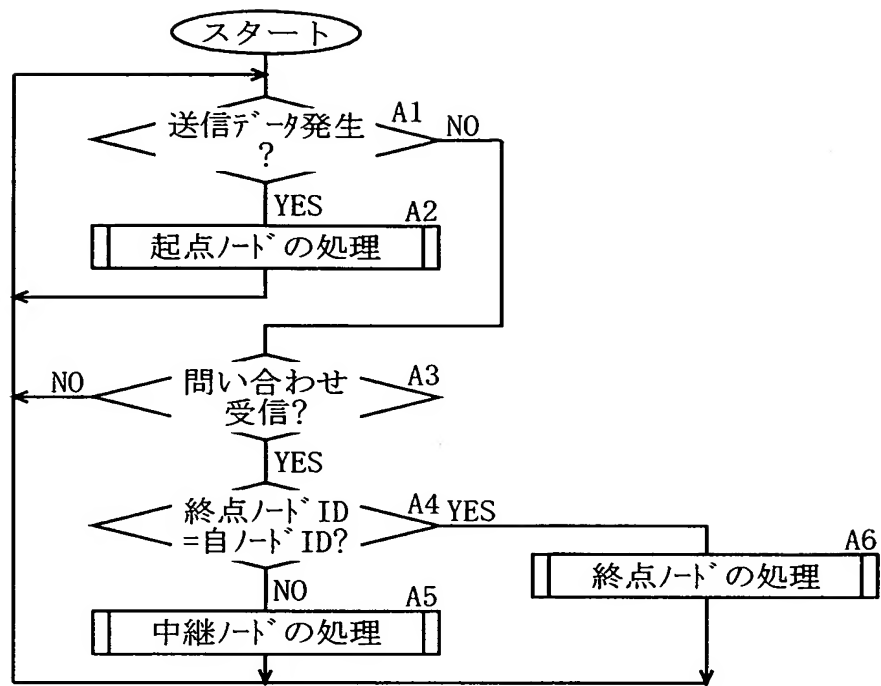 スタート
送信ﾃﾞｰﾀ発生
?
A1
NO
YES
A2
起点ﾉｰﾄﾞの処理
問い合わせ
受信?
A3
NO
YES
終点ﾉｰﾄﾞID
=自ﾉｰﾄﾞID?
A4
YES
NO
A5
中継ﾉｰﾄﾞの処理
A6
終点ﾉｰﾄﾞの処理